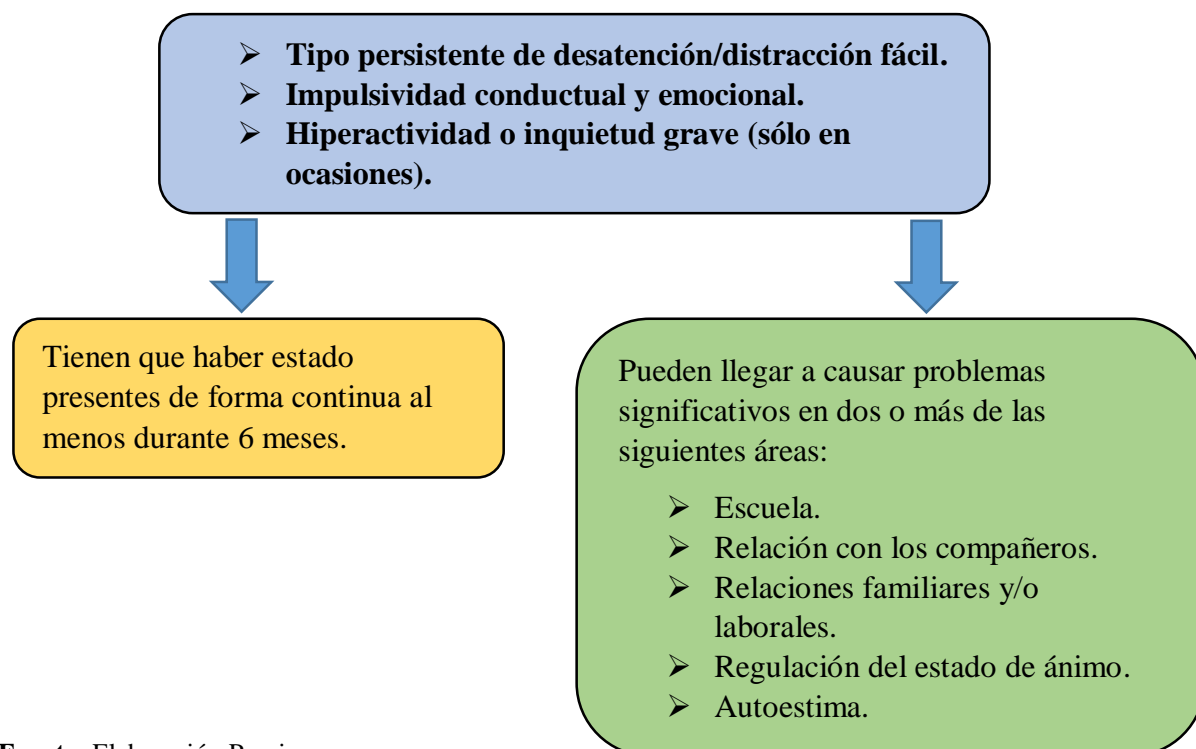 ➢ Tipo persistente de desatención/distracción fácil.
➢ Impulsividad conductual y emocional.
➢ Hiperactividad o inquietud grave (sólo en
ocasiones).
Tienen que haber estado
presentes de forma continua al
menos durante 6 meses.
Pueden llegar a causar problemas
significativos en dos o más de las
siguientes áreas:
➢ Escuela.
➢ Relación con los compañeros.
➢ Relaciones familiares y/o
laborales.
➢ Regulación del estado de ánimo.
➢ Autoestima.